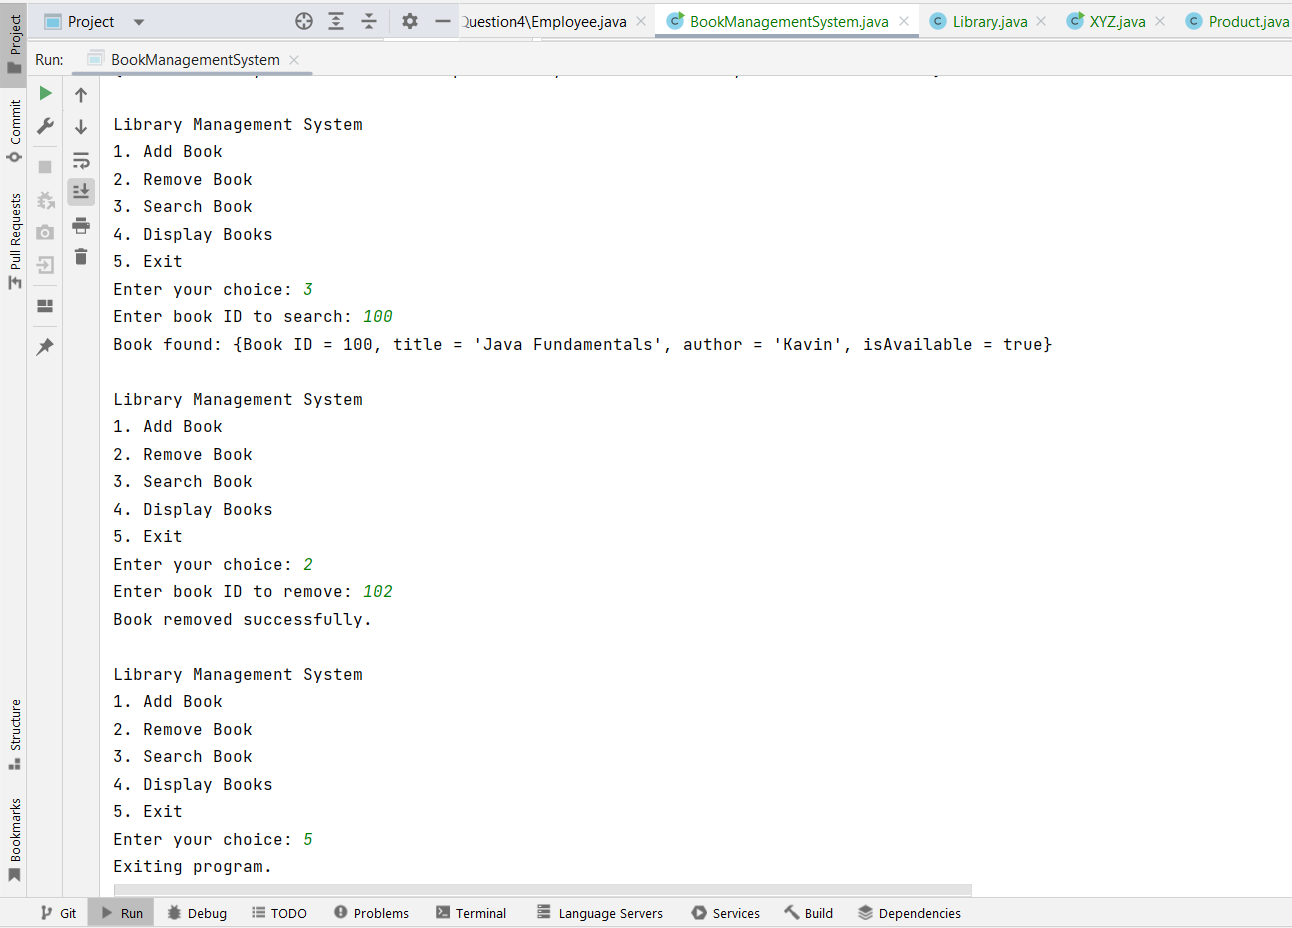 Project
Question4\Employee.java
BookManagementSystem.java
Library.java
XYZ.java
Product.java
Run:
BookManagementSystem
Project
Commit
Pull Requests
Structure
Bookmarks
Library Management System
1. Add Book
2. Remove Book
3. Search Book
4. Display Books
5. Exit
Enter your choice: 3
Enter book ID to search: 100
Book found: {Book ID = 100, title = 'Java Fundamentals', author = 'Kavin', isAvailable = true}
Library Management System
1. Add Book
2. Remove Book
3. Search Book
4. Display Books
5. Exit
Enter your choice: 2
Enter book ID to remove: 102
Book removed successfully.
Library Management System
1. Add Book
2. Remove Book
3. Search Book
4. Display Books
5. Exit
Enter your choice: 5
Exiting program.
Git
Run
Debug
TODO
Problems
Terminal
Language Servers
Services
Build
Dependencies